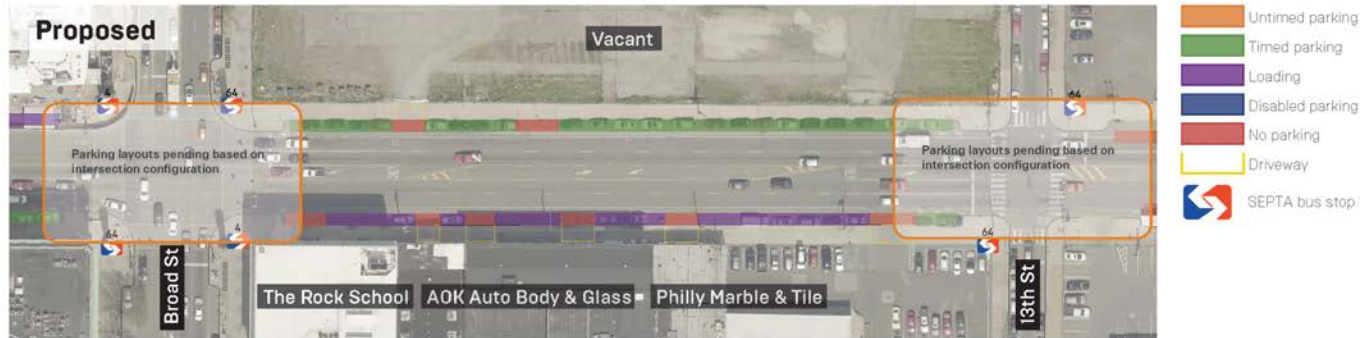 Proposed
Vacant
4
64
64
Parking layouts pending based on
intersection configuration
Parking layouts pending based on
intersection configuration
64
4
64
Broad St
The Rock School
AOK Auto Body & Glass
Philly Marble & Tile
13th St
Untimed parking
Timed parking
Loading
Disabled parking
No parking
Driveway
SEPTA bus stop